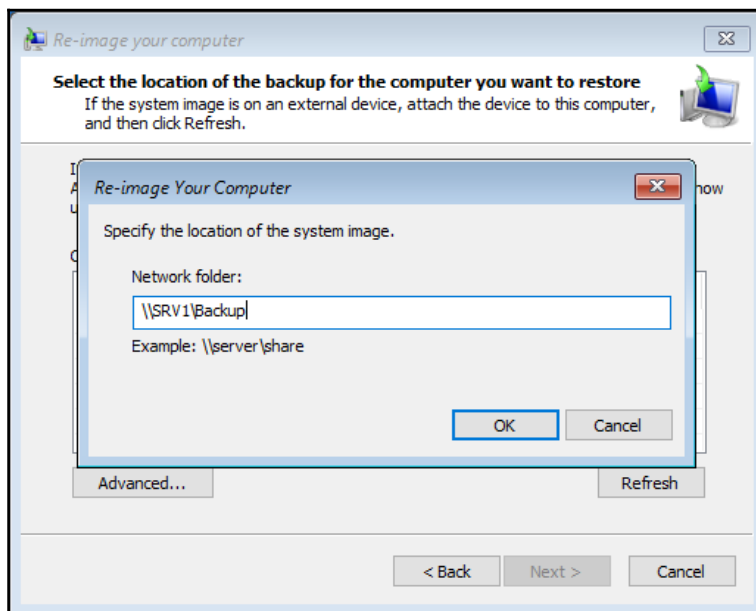 Re-image your computer
Select the location of the backup for the computer you want to restore
If the system image is on an external device, attach the device to this computer,
and then click Refresh.
now
Re-image Your Computer
Specify the location of the system image.
Network folder:
\\SRV1\Backup
Example: \\server\share
OK Cancel
Advanced... Refresh
< Back Next > Cancel